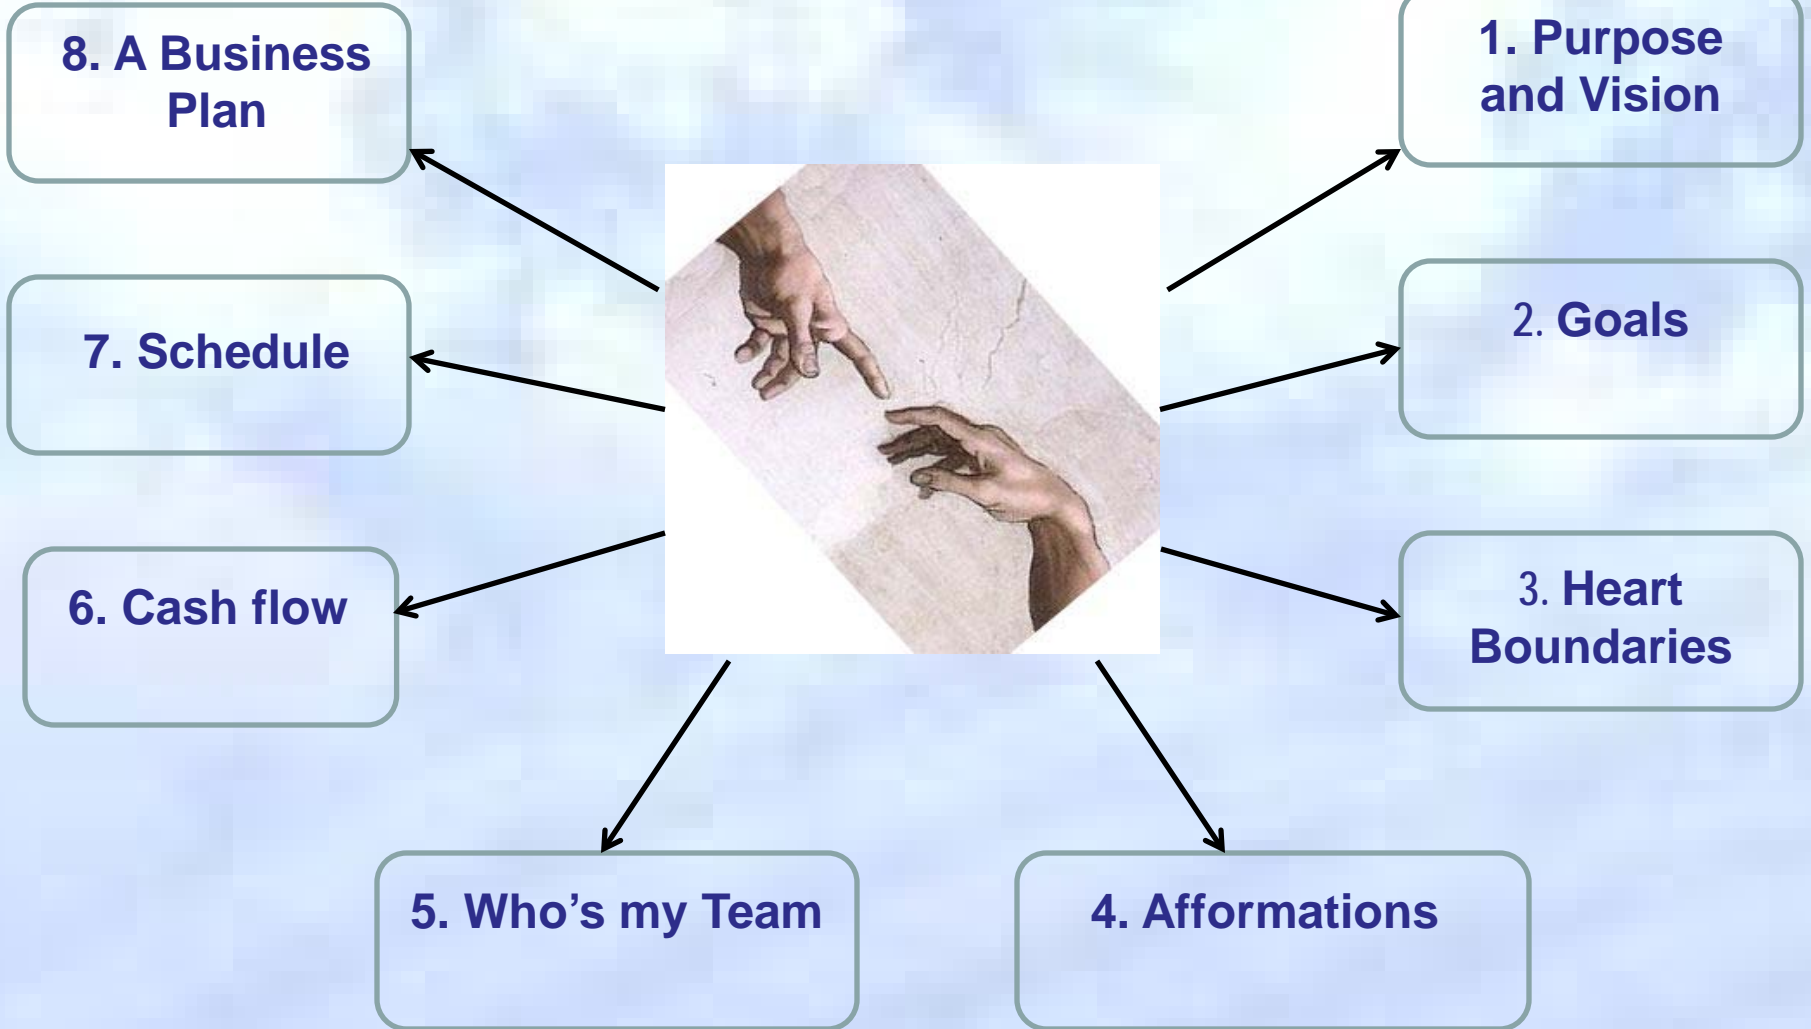 1. Purpose
and Vision
2. Goals
3. Heart
Boundaries
4. Afformations
5. Who’s my Team
6. Cash flow
7. Schedule
8. A Business
Plan